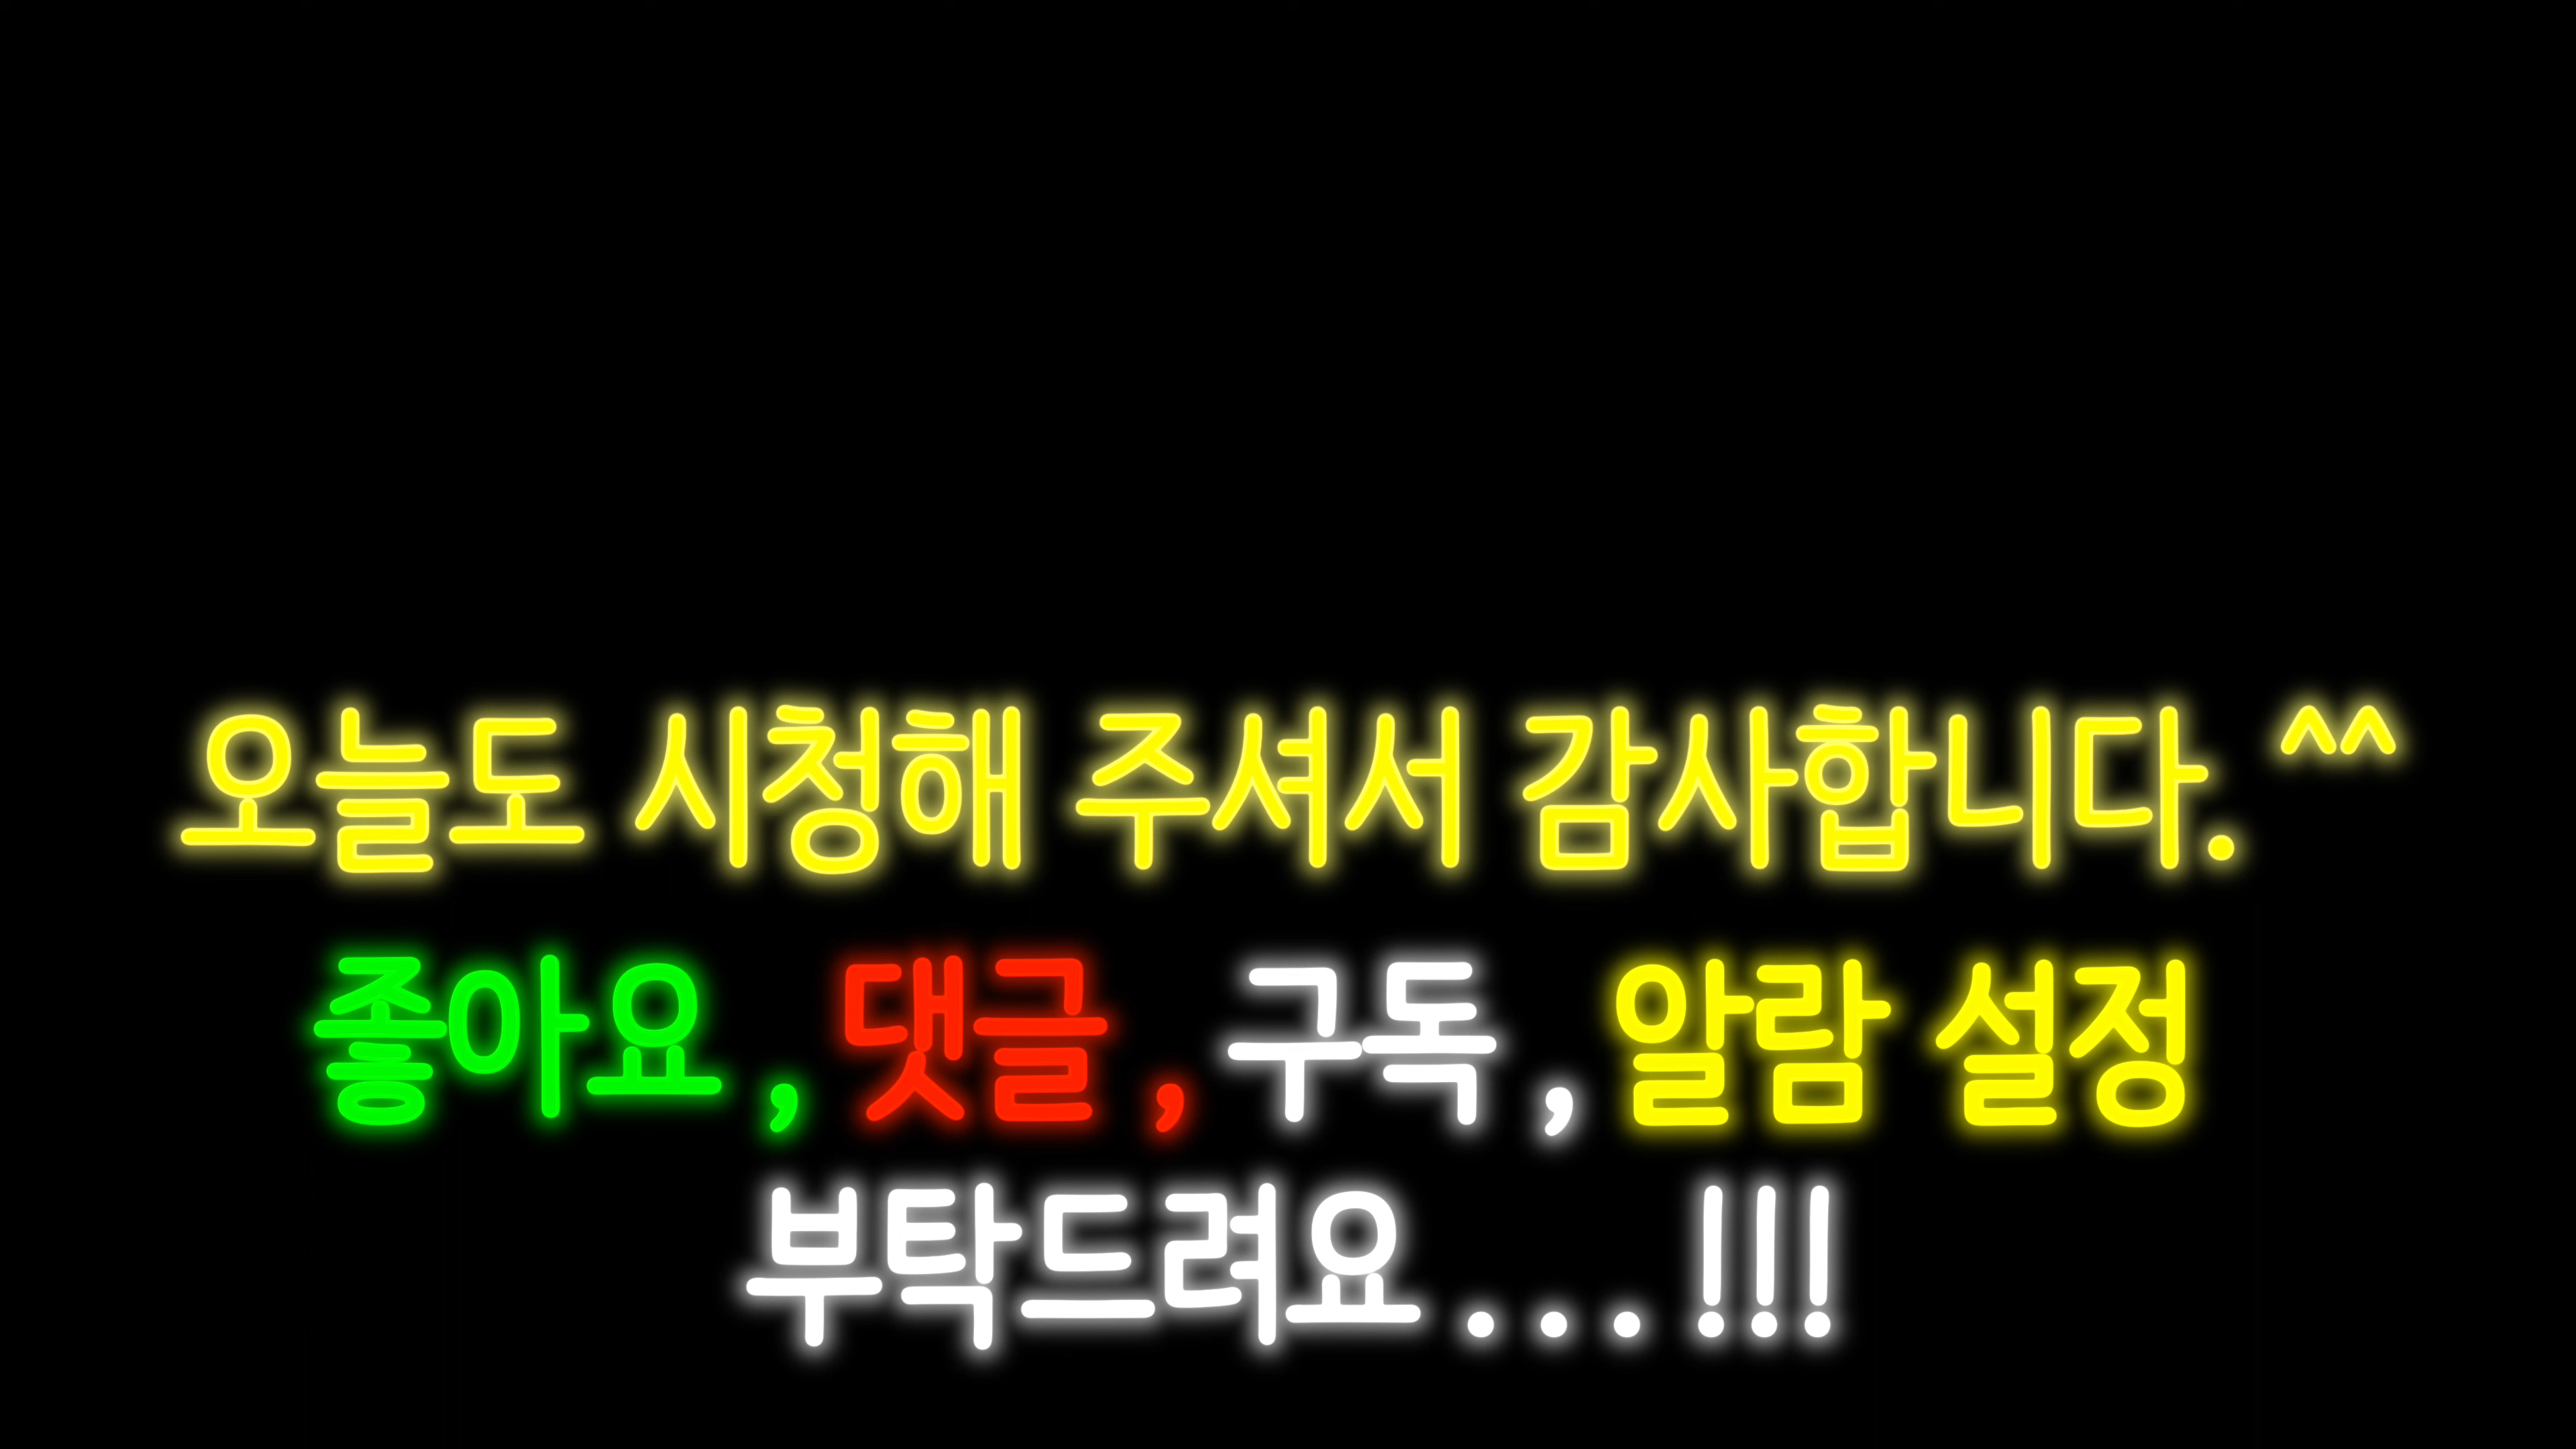 오늘도 시청해 주셔서 감사합니다. ^^
좋아요 , 댓글 , 구독 , 알람 설정
부탁드려요 . . . !!!